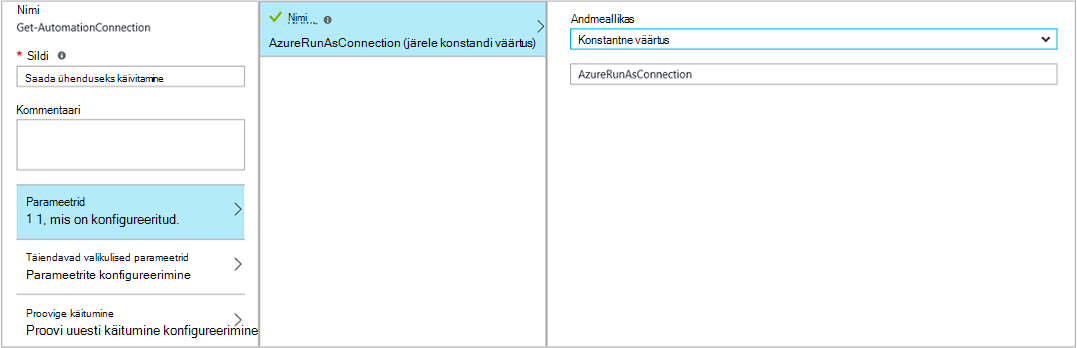 Nimi
Get-AutomationConnection
* Sildi
Saada ühenduseks käivitamine
Kommentaari
Parameetrid
1 1, mis on konfigureeritud.
Täiendavad valikulised parameetrid
Parameetrite konfigureerimine
Proovige käitumine
Proovi uuesti käitumine konfigureerimine
Nimi
AzureRunAsConnection (järele konstandi väärtus)
Andmeallikas
Konstantne väärtus
AzureRunAsConnection